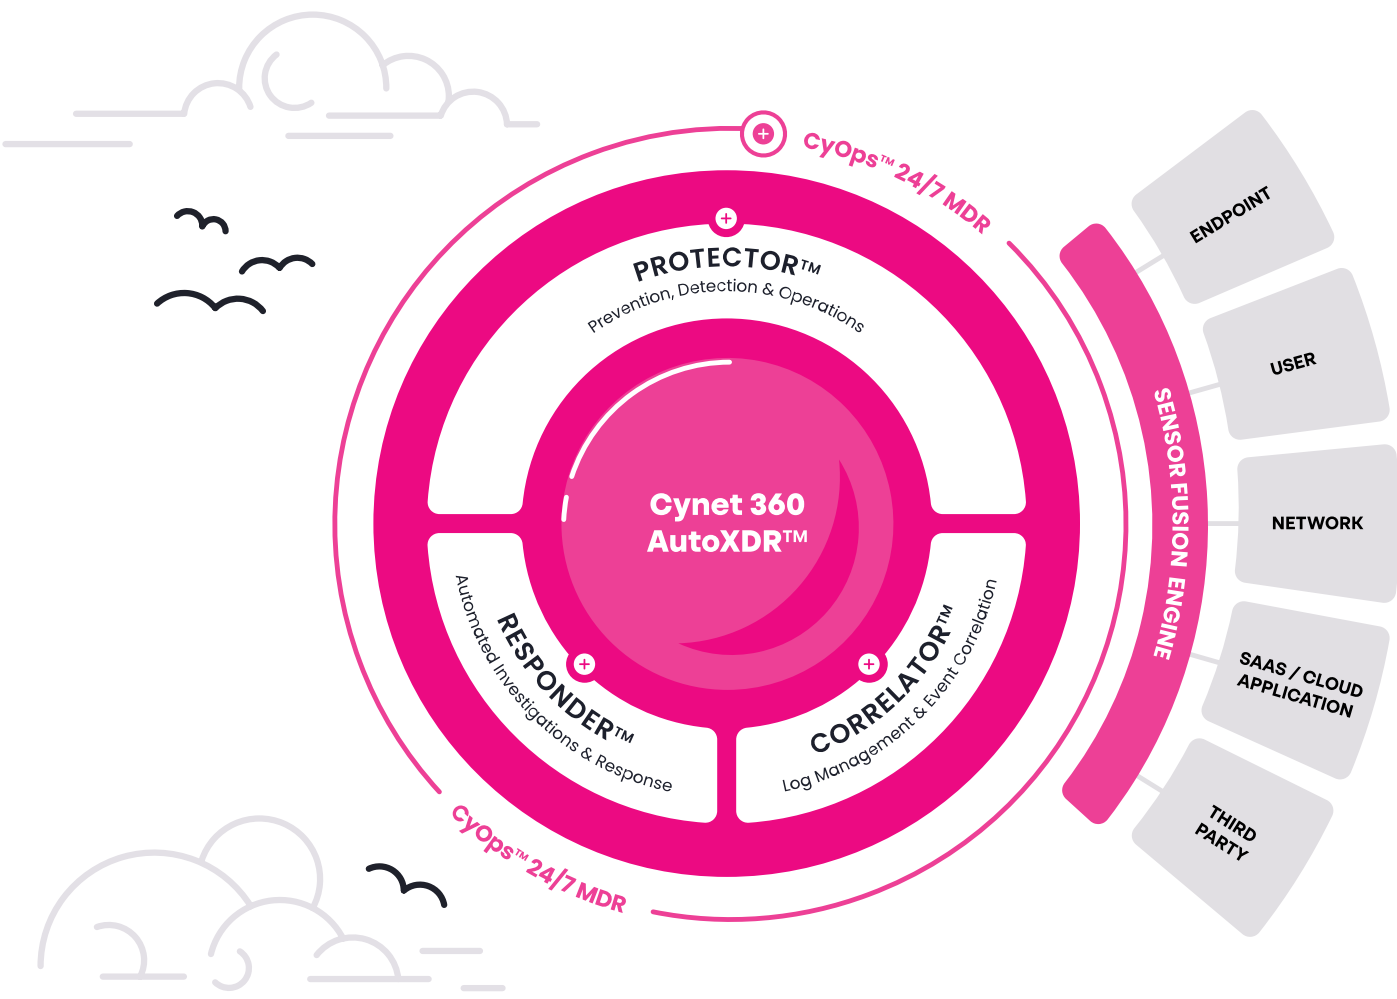 CyOps™ 24/7 MDR
PROTECTOR™
Prevention, Detection & Operations
Cynet 360
AutoXDR™
RESPONDER™
Automated Investigations & Response
CORRELATOR™
Log Management & Event Correlation
CyOps™ 24/7 MDR
SENSOR FUSION ENGINE
ENDPOINT
USER
NETWORK
SAAS / CLOUD
APPLICATION
THIRD
PARTY